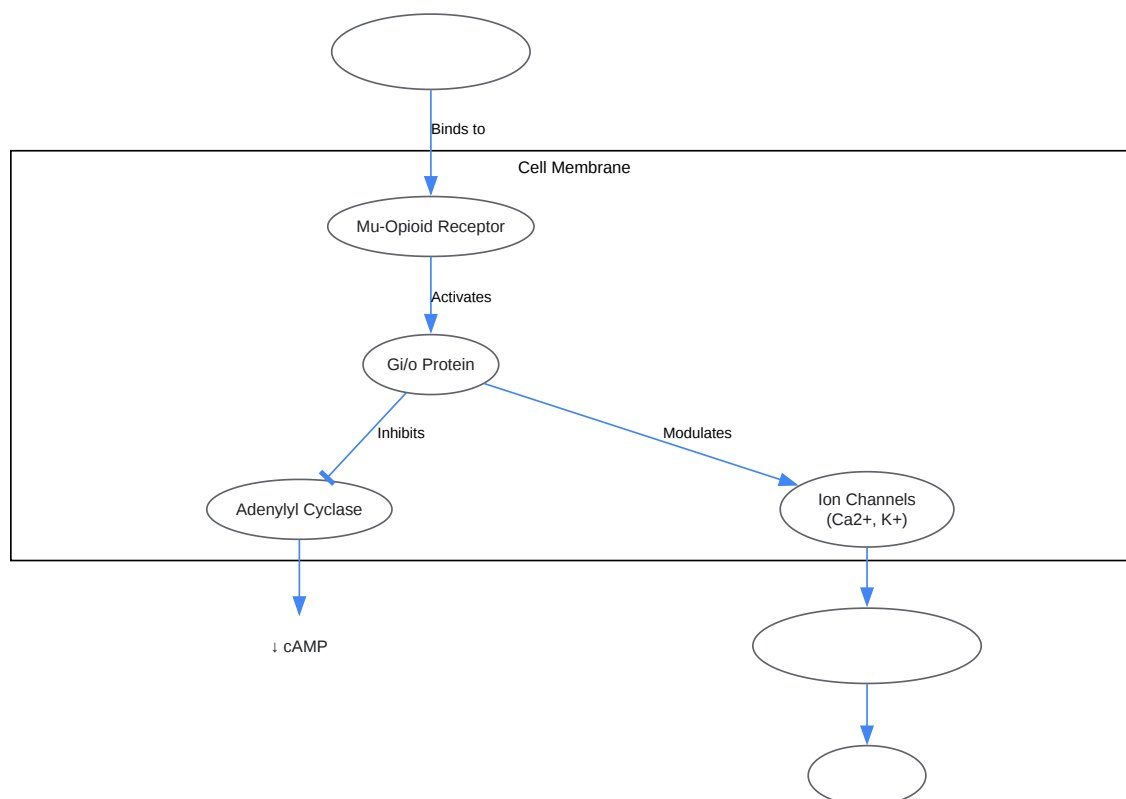 Binds to
Cell Membrane
Mu-Opioid Receptor
Activates
Gi/o Protein
Inhibits
Modulates
Adenylyl Cyclase
Ion Channels
(Ca2+, K+)
↓ cAMP